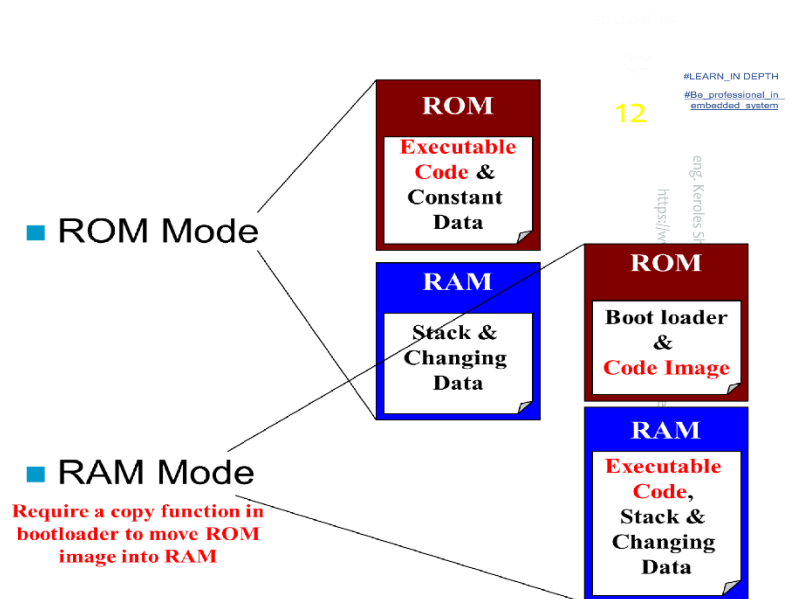 #LEARN_IN DEPTH
#Be_professional_in_
embedded_system
12
eng. Keroles
https://w
ROM Mode
ROM
Executable
Code &
Constant
Data
RAM
Stack &
Changing
Data
RAM Mode
Require a copy function in
bootloader to move ROM
image into RAM
ROM
Boot loader
&
Code Image
RAM
Executable
Code,
Stack &
Changing
Data